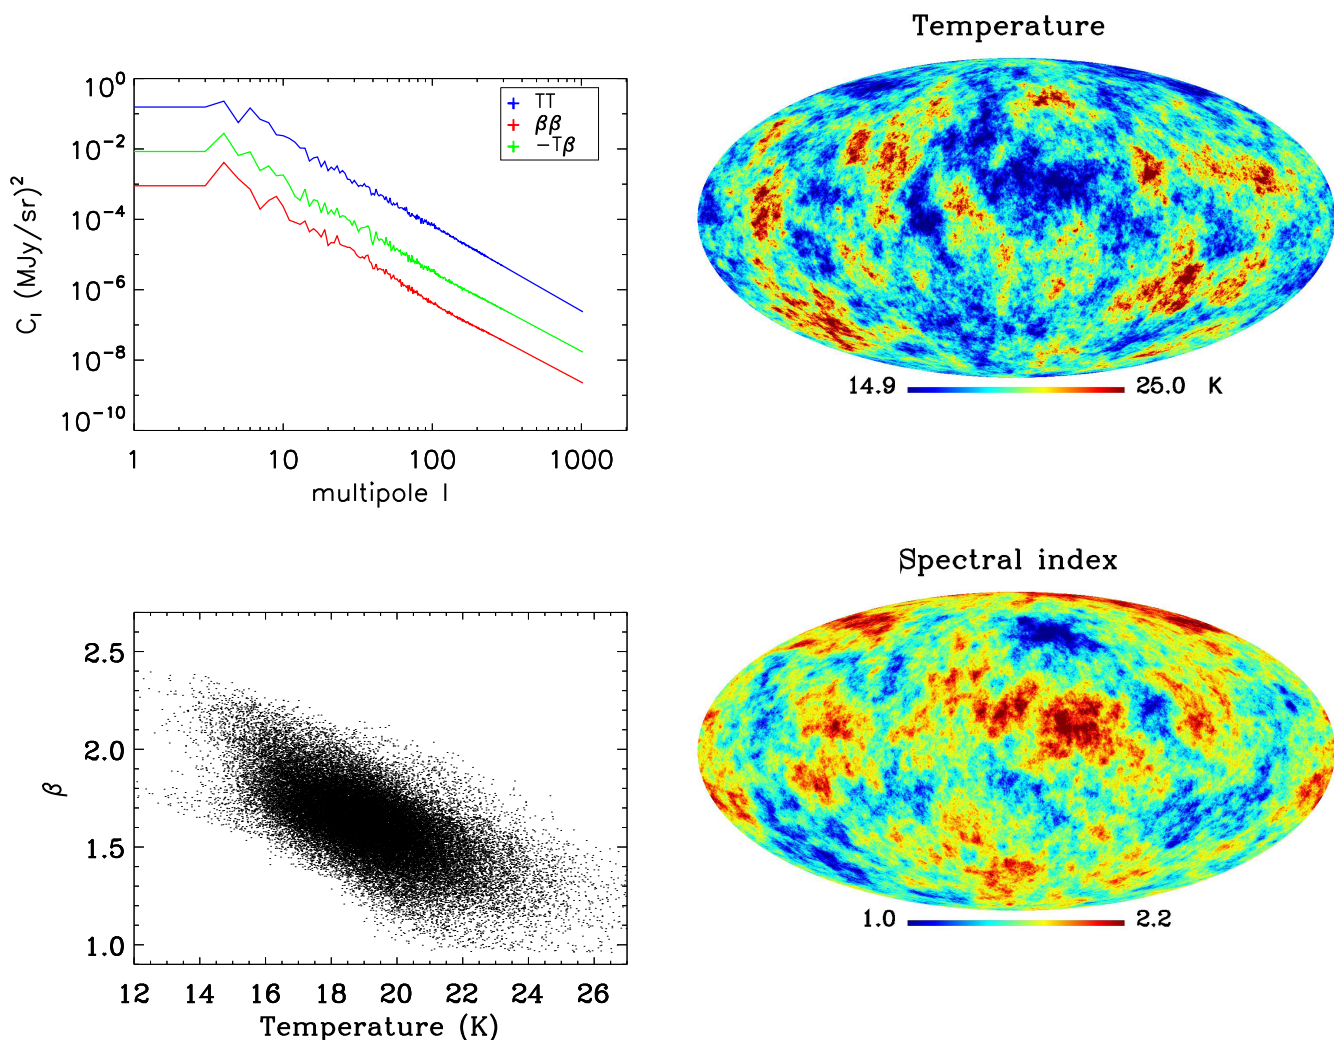 10⁰
10⁻²
10⁻⁴
10⁻⁶
10⁻⁸
10⁻¹⁰
C_l (MJy/sr)²
1 10 100 1000
multipole l
TT
ββ
−Tβ
Temperature
14.9 25.0 K
2.5
2.0
1.5
1.0
β
12 14 16 18 20 22 24 26
Temperature (K)
Spectral index
1.0 2.2